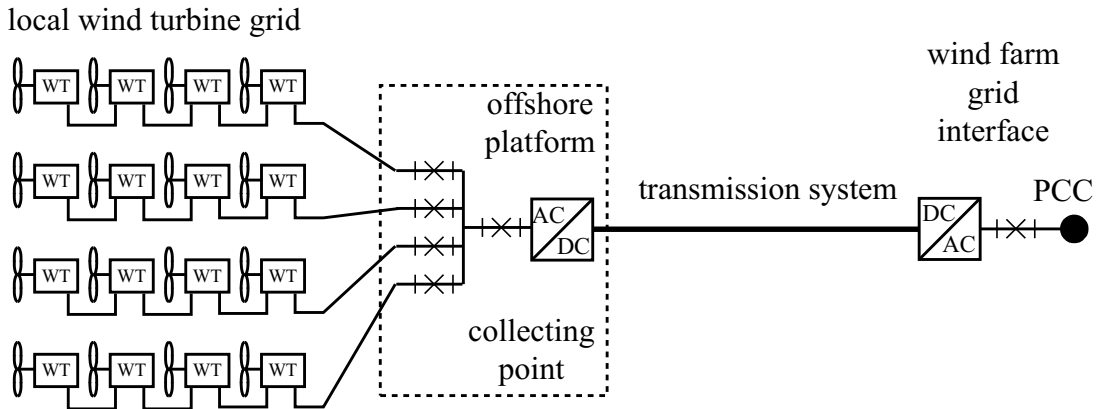 local wind turbine grid
WT WT WT WT
WT WT WT WT
WT WT WT WT
WT WT WT WT
offshore
platform
AC
DC
collecting
point
transmission system
wind farm
grid
interface
DC
AC
PCC